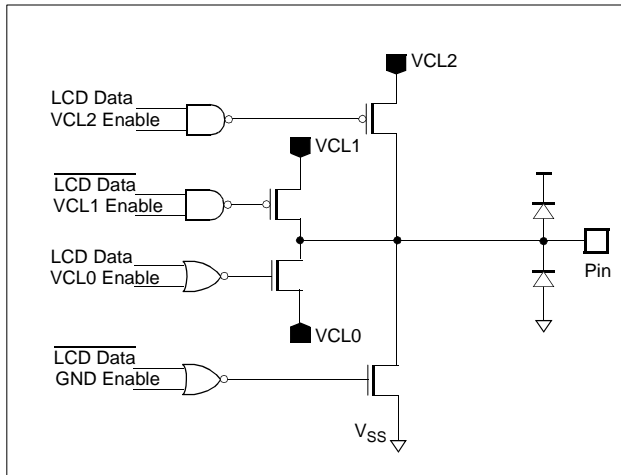 VCL2
LCD Data
VCL2 Enable
VCL1
LCD Data
VCL1 Enable
LCD Data
VCL0 Enable
Pin
VCL0
LCD Data
GND Enable
VSS